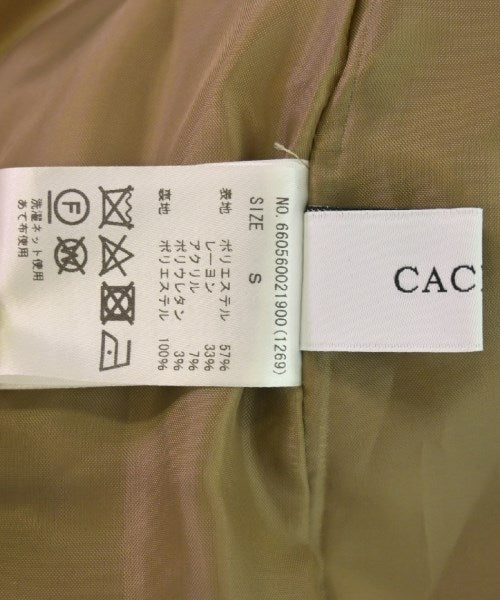 NO. 660560021900(1269)
SIZE S
表地 ポリエステル 57%
レーヨン 33%
アクリル 7%
ポリウレタン 3%
裏地 ポリエステル 100%
F
洗濯ネット使用
あて布使用
CAC